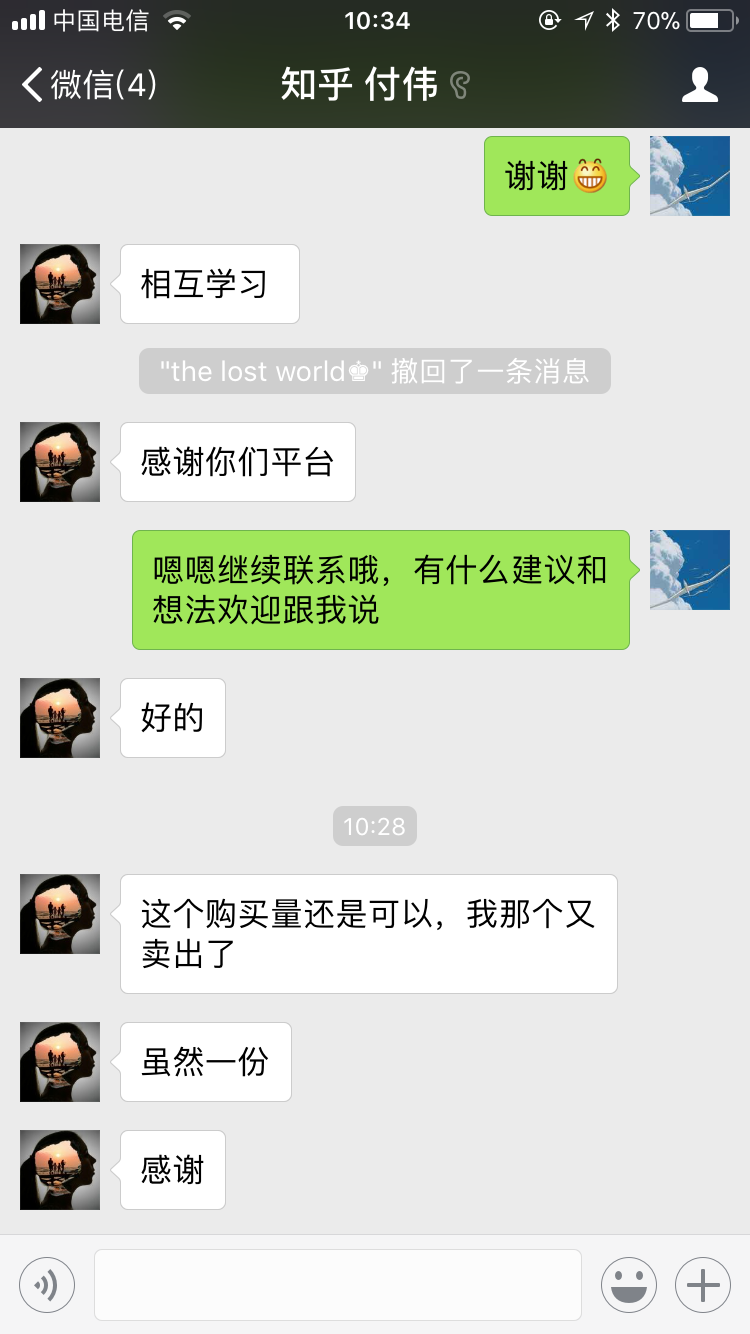 中国电信 10:34 70%
微信(4) 知乎 付伟
谢谢😁
相互学习
"the lost world♚" 撤回了一条消息
感谢你们平台
嗯嗯继续联系哦，有什么建议和
想法欢迎跟我说
好的
10:28
这个购买量还是可以，我那个又
卖出了
虽然一份
感谢